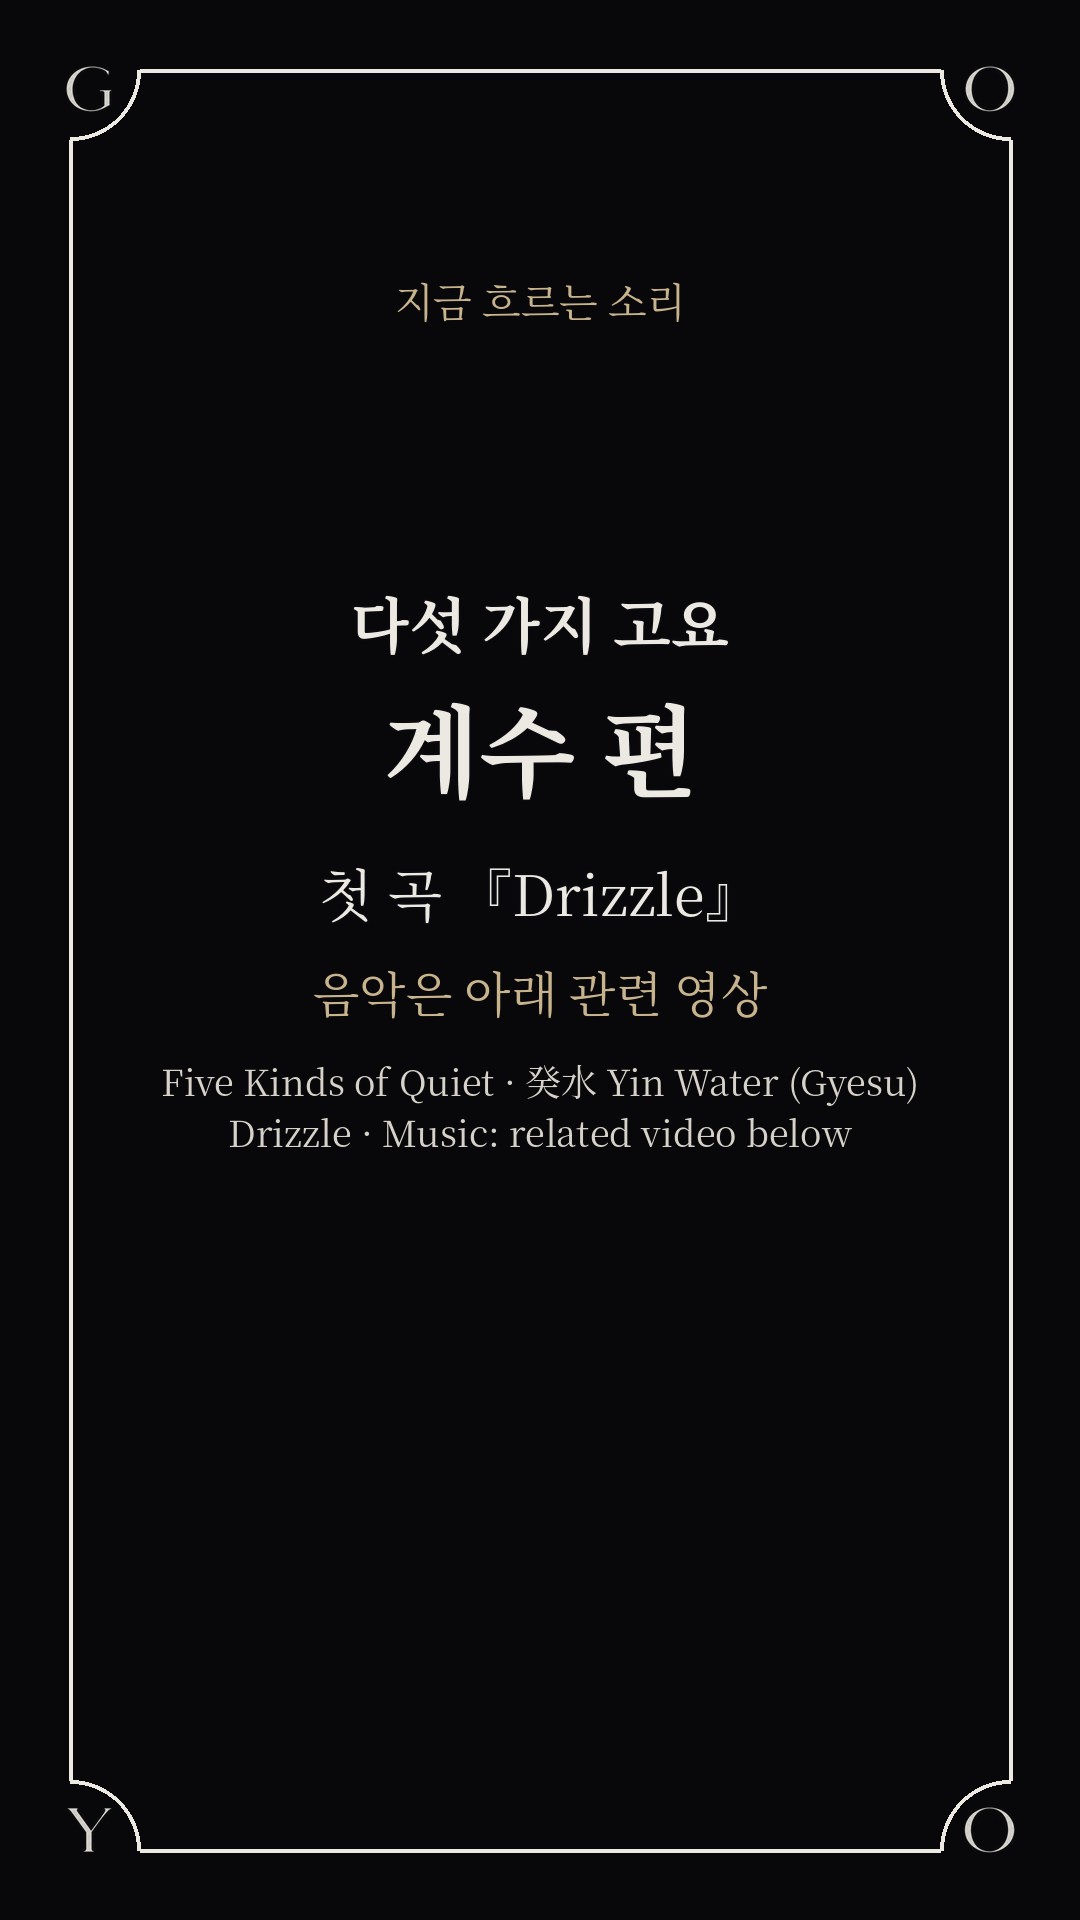 G O
지금 흐르는 소리
다섯 가지 고요
계수 편
첫 곡 『Drizzle』
음악은 아래 관련 영상
Five Kinds of Quiet · 癸水 Yin Water (Gyesu)
Drizzle · Music: related video below
Y O